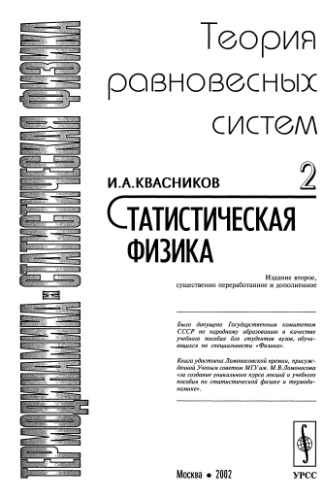 ТЕРМОДИНАМИКА И СТАТИСТИЧЕСКАЯ ФИЗИКА
Теория
равновесных
систем
И.А.КВАСНИКОВ
2
СТАТИСТИЧЕСКАЯ
ФИЗИКА
Издание второе,
существенно переработанное и дополненное
Было допущено Государственным комитетом
СССР по народному образованию в качестве
учебного пособия для студентов вузов, обуча-
ющихся по специальности «Физика».
Книга удостоена Ломоносовской премии, присуж-
денной Ученым советом МГУ им. М.В.Ломоносова
«за создание уникального курса лекций и учебного
пособия по статистической физике и термоди-
намике».
Москва • 2002
УРСС